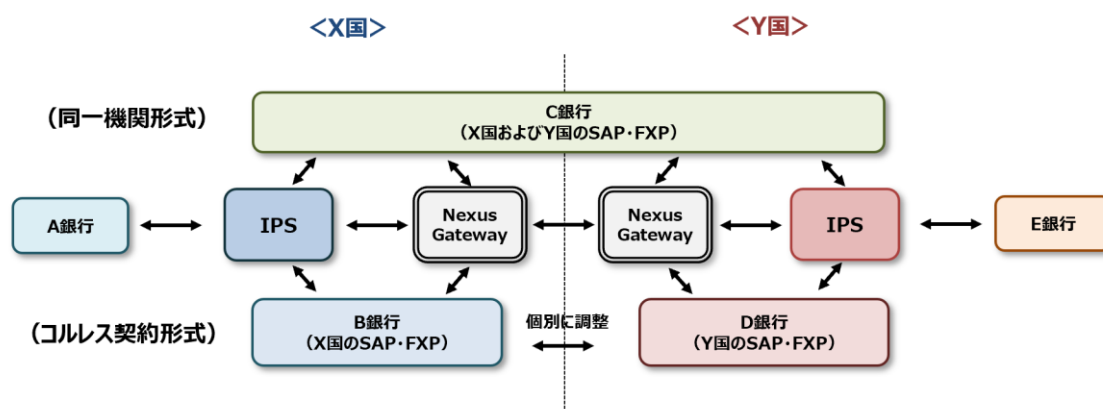 <X国>
<Y国>
(同一機関形式)
C銀行
(X国およびY国のSAP・FXP)
A銀行
IPS
Nexus
Gateway
Nexus
Gateway
IPS
E銀行
(コルレス契約形式)
B銀行
(X国のSAP・FXP)
個別に調整
D銀行
(Y国のSAP・FXP)